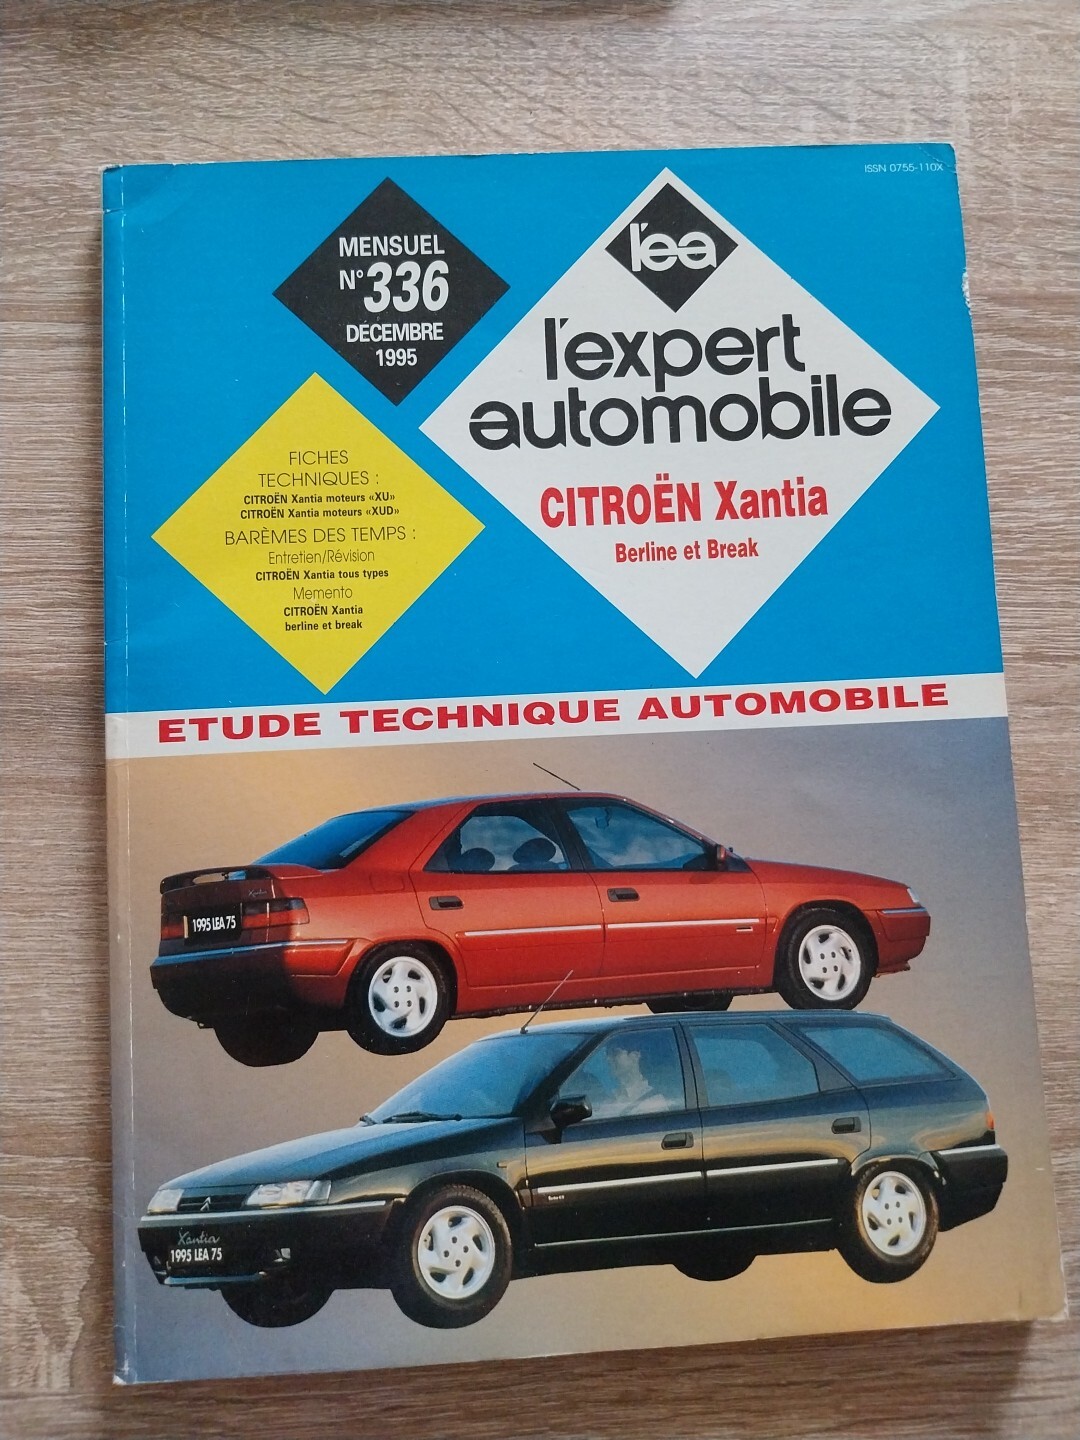 ISSN 0755-110X
MENSUEL
N° 336
DÉCEMBRE
1995
l'ea
l'expert
automobile
CITROËN Xantia
Berline et Break
FICHES
TECHNIQUES :
CITROËN Xantia moteurs «XU»
CITROËN Xantia moteurs «XUD»
BARÈMES DES TEMPS :
Entretien/Révision
CITROËN Xantia tous types
Memento
CITROËN Xantia
berline et break
ETUDE TECHNIQUE AUTOMOBILE
Xantia
1995 LEA 75
Xantia
1995 LEA 75